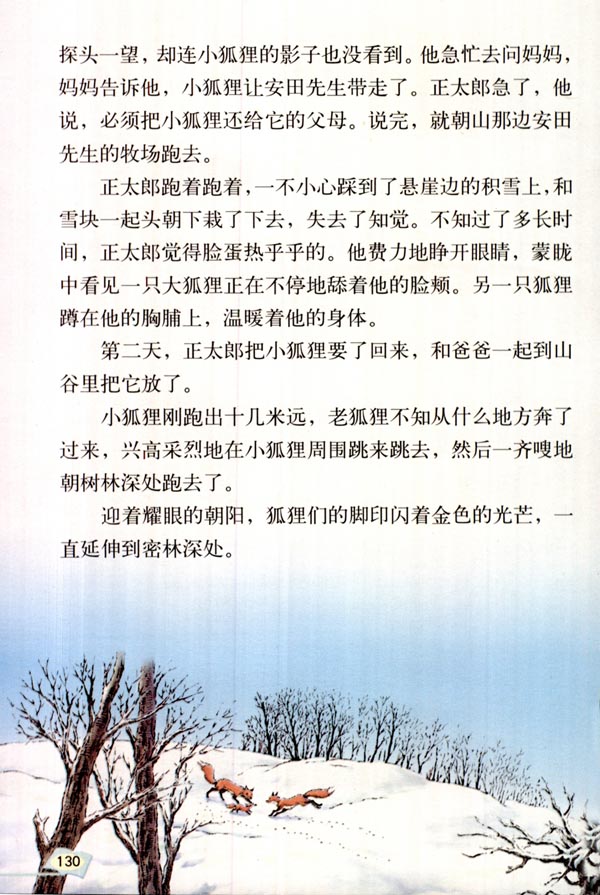 探头一望，却连小狐狸的影子也没看到。他急忙去问妈妈，
妈妈告诉他，小狐狸让安田先生带走了。正太郎急了，他
说，必须把小狐狸还给它的父母。说完，就朝山那边安田
先生的牧场跑去。
正太郎跑着跑着，一不小心踩到了悬崖边的积雪上，和
雪块一起头朝下栽了下去，失去了知觉。不知过了多长时
间，正太郎觉得脸蛋热乎乎的。他费力地睁开眼睛，蒙眬
中看见一只大狐狸正在不停地舔着他的脸颊。另一只狐狸
蹲在他的胸脯上，温暖着他的身体。
第二天，正太郎把小狐狸要了回来，和爸爸一起到山
谷里把它放了。
小狐狸刚跑出十几米远，老狐狸不知从什么地方奔了
过来，兴高采烈地在小狐狸周围跳来跳去，然后一齐嗖地
朝树林深处跑去了。
迎着耀眼的朝阳，狐狸们的脚印闪着金色的光芒，一
直延伸到密林深处。
130